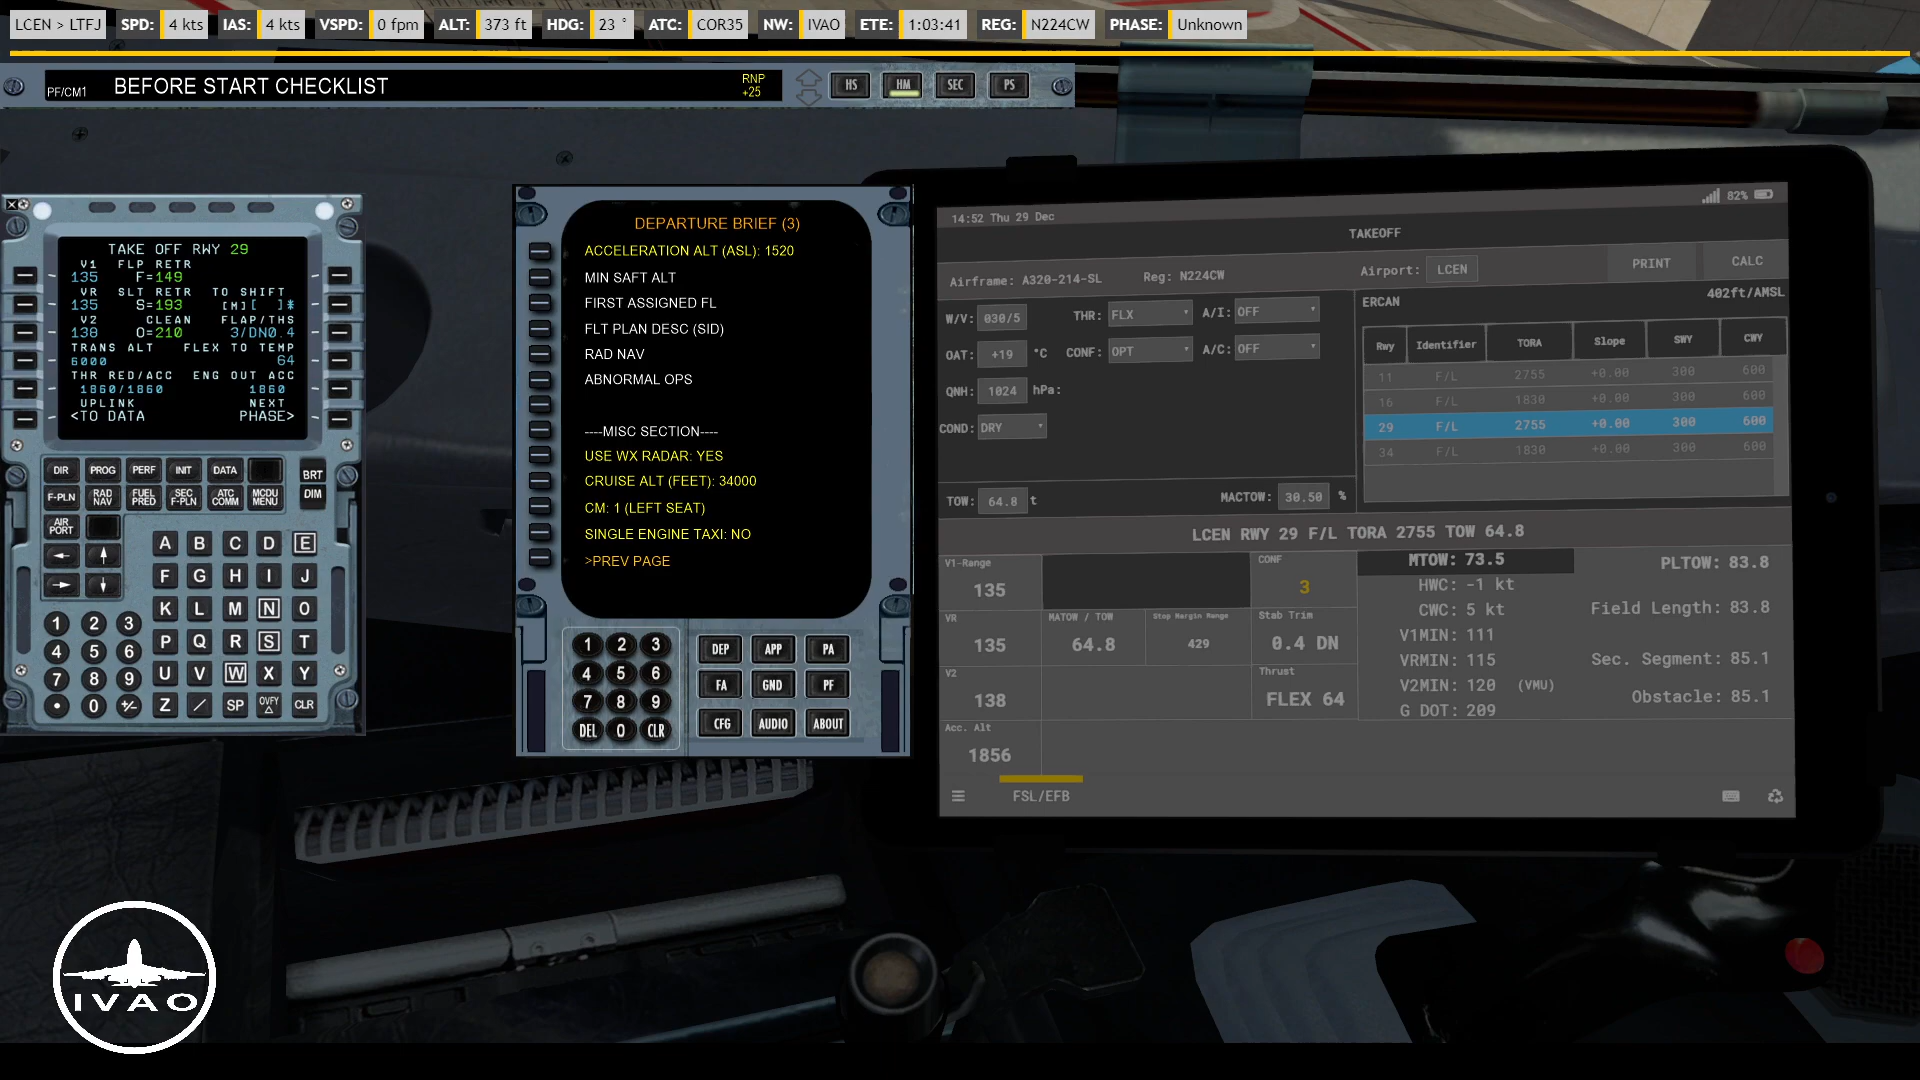 LCEN > LTFJ SPD: 4 kts IAS: 4 kts VSPD: 0 fpm ALT: 373 ft HDG: 23 ° ATC: COR35 NW: IVAO ETE: 1:03:41 REG: N224CW PHASE: Unknown
PF/CM1 BEFORE START CHECKLIST RNP +25 HS HM SEC PS
TAKE OFF RWY 29
V1 FLP RETR
135 F=149
VR SLT RETR TO SHIFT
135 S=193 [M][ ]*
V2 CLEAN FLAP/THS
138 O=210 3/DN0.4
TRANS ALT FLEX TO TEMP
6000 64
THR RED/ACC ENG OUT ACC
1860/1860 1860
UPLINK NEXT
<TO DATA PHASE>
DIR PROG PERF INIT DATA BRT
F-PLN RAD NAV FUEL PRED SEC F-PLN ATC COMM MCDU MENU DIM
AIR PORT
A B C D E
F G H I J
K L M N O
1 2 3 P Q R S T
4 5 6 U V W X Y
7 8 9 Z / SP OVFY Δ CLR
. 0 +/-
DEPARTURE BRIEF (3)
ACCELERATION ALT (ASL): 1520
MIN SAFT ALT
FIRST ASSIGNED FL
FLT PLAN DESC (SID)
RAD NAV
ABNORMAL OPS
----MISC SECTION----
USE WX RADAR: YES
CRUISE ALT (FEET): 34000
CM: 1 (LEFT SEAT)
SINGLE ENGINE TAXI: NO
>PREV PAGE
1 2 3 DEP APP PA
4 5 6 FA GND PF
7 8 9 CFG AUDIO ABOUT
DEL 0 CLR
14:52 Thu 29 Dec 82%
TAKEOFF
Airframe: A320-214-SL Reg: N224CW Airport: LCEN PRINT CALC
W/V: 030/5 THR: FLX A/I: OFF
OAT: +19 °C CONF: OPT A/C: OFF
QNH: 1024 hPa:
COND: DRY
TOW: 64.8 t MACTOW: 30.50 %
ERCAN 402ft/AMSL
Rwy Identifier TORA Slope SWY CWY
11 F/L 2755 +0.00 300 600
16 F/L 1830 +0.00 300 600
29 F/L 2755 +0.00 300 600
34 F/L 1830 +0.00 300 600
LCEN RWY 29 F/L TORA 2755 TOW 64.8
V1-Range
135
CONF
3
VR
135
MATOW / TOW
64.8
Stop Margin Range
429
Stab Trim
0.4 DN
V2
138
Thrust
FLEX 64
Acc. Alt
1856
MTOW: 73.5
HWC: -1 kt
CWC: 5 kt
V1MIN: 111
VRMIN: 115
V2MIN: 120 (VMU)
G DOT: 209
PLTOW: 83.8
Field Length: 83.8
Sec. Segment: 85.1
Obstacle: 85.1
FSL/EFB
IVAO